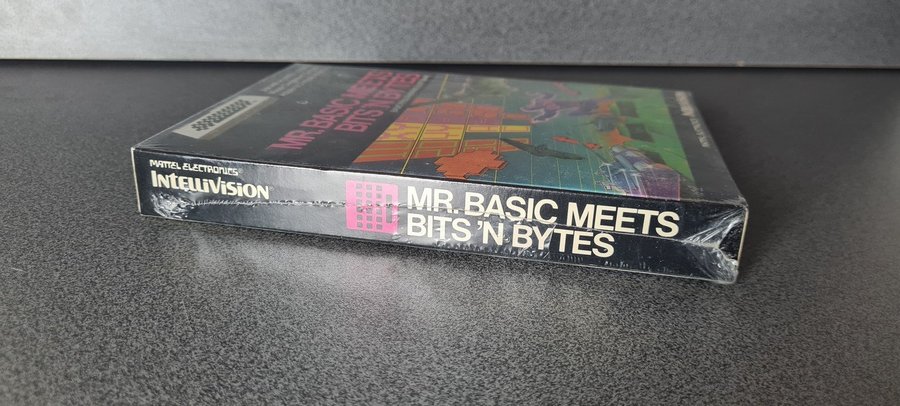 MR. BASIC MEETS
BITS 'N BYTES
MATTEL ELECTRONICS
INTELLIVISION
MR. BASIC MEETS
BITS 'N BYTES